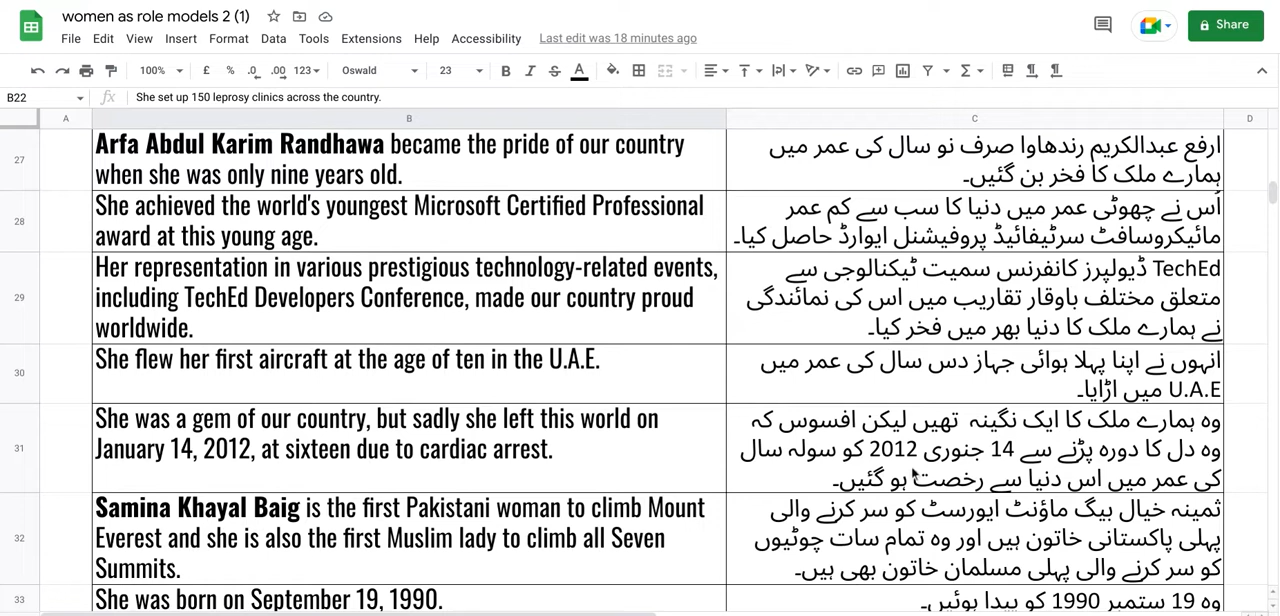 women as role models 2 (1)
File Edit View Insert Format Data Tools Extensions Help Accessibility Last edit was 18 minutes ago
Share
100% £ % .0 .00 123 Oswald 23 B I S A
B22 fx She set up 150 leprosy clinics across the country.
A B C D
27
Arfa Abdul Karim Randhawa became the pride of our country
when she was only nine years old.
ارفع عبدالکریم رندھاوا صرف نو سال کی عمر میں
ہمارے ملک کا فخر بن گئیں۔
28
She achieved the world's youngest Microsoft Certified Professional
award at this young age.
اُس نے چھوٹی عمر میں دنیا کا سب سے کم عمر
مائیکروسافٹ سرٹیفائیڈ پروفیشنل ایوارڈ حاصل کیا۔
29
Her representation in various prestigious technology-related events,
including TechEd Developers Conference, made our country proud
worldwide.
TechEd ڈیولپرز کانفرنس سمیت ٹیکنالوجی سے
متعلق مختلف باوقار تقاریب میں اس کی نمائندگی
نے ہمارے ملک کا دنیا بھر میں فخر کیا۔
30
She flew her first aircraft at the age of ten in the U.A.E.
انہوں نے اپنا پہلا ہوائی جہاز دس سال کی عمر میں
U.A.E میں اڑایا۔
31
She was a gem of our country, but sadly she left this world on
January 14, 2012, at sixteen due to cardiac arrest.
وہ ہمارے ملک کا ایک نگینہ تھیں لیکن افسوس کہ
وہ دل کا دورہ پڑنے سے 14 جنوری 2012 کو سولہ سال
کی عمر میں اس دنیا سے رخصت ہو گئیں۔
32
Samina Khayal Baig is the first Pakistani woman to climb Mount
Everest and she is also the first Muslim lady to climb all Seven
Summits.
ثمینہ خیال بیگ ماؤنٹ ایورسٹ کو سر کرنے والی
پہلی پاکستانی خاتون ہیں اور وہ تمام سات چوٹیوں
کو سر کرنے والی پہلی مسلمان خاتون بھی ہیں۔
33
She was born on September 19, 1990.
وہ 19 ستمبر 1990 کو پیدا ہوئیں۔